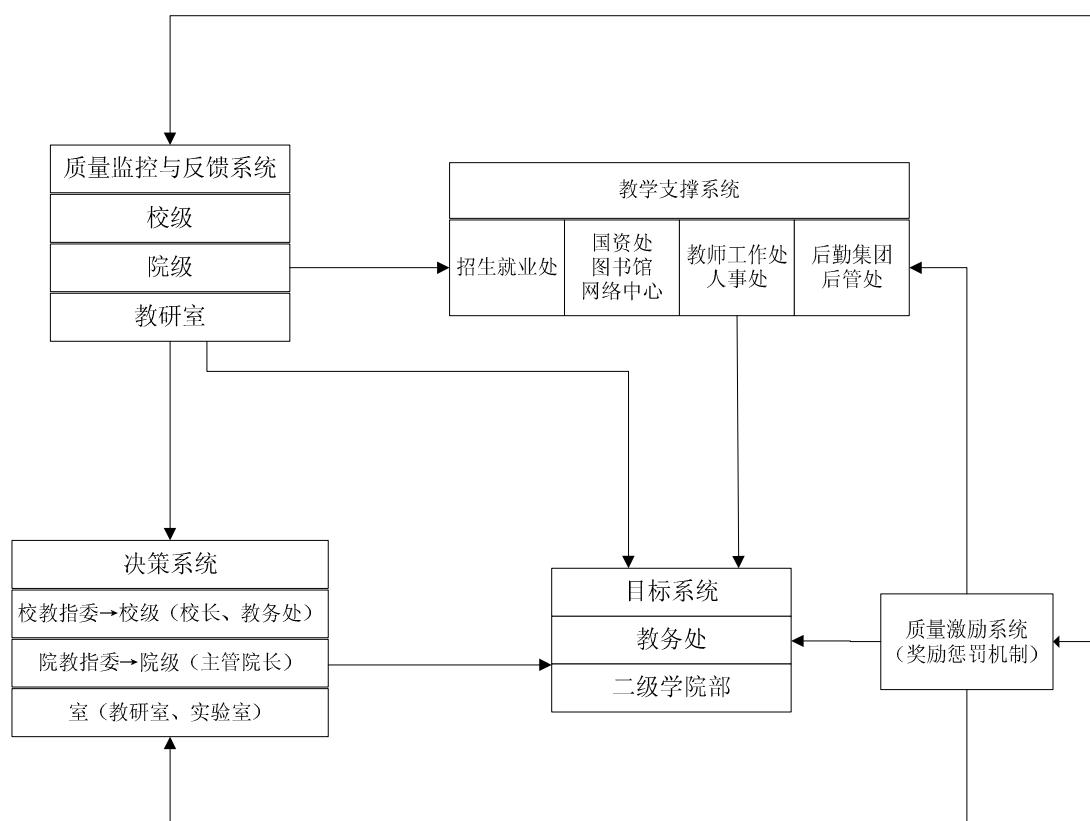 质量监控与反馈系统
校级
院级
教研室
教学支撑系统
招生就业处
国资处
图书馆
网络中心
教师工作处
人事处
后勤集团
后管处
决策系统
校教指委→校级（校长、教务处）
院教指委→院级（主管院长）
室（教研室、实验室）
目标系统
教务处
二级学院部
质量激励系统
（奖励惩罚机制）